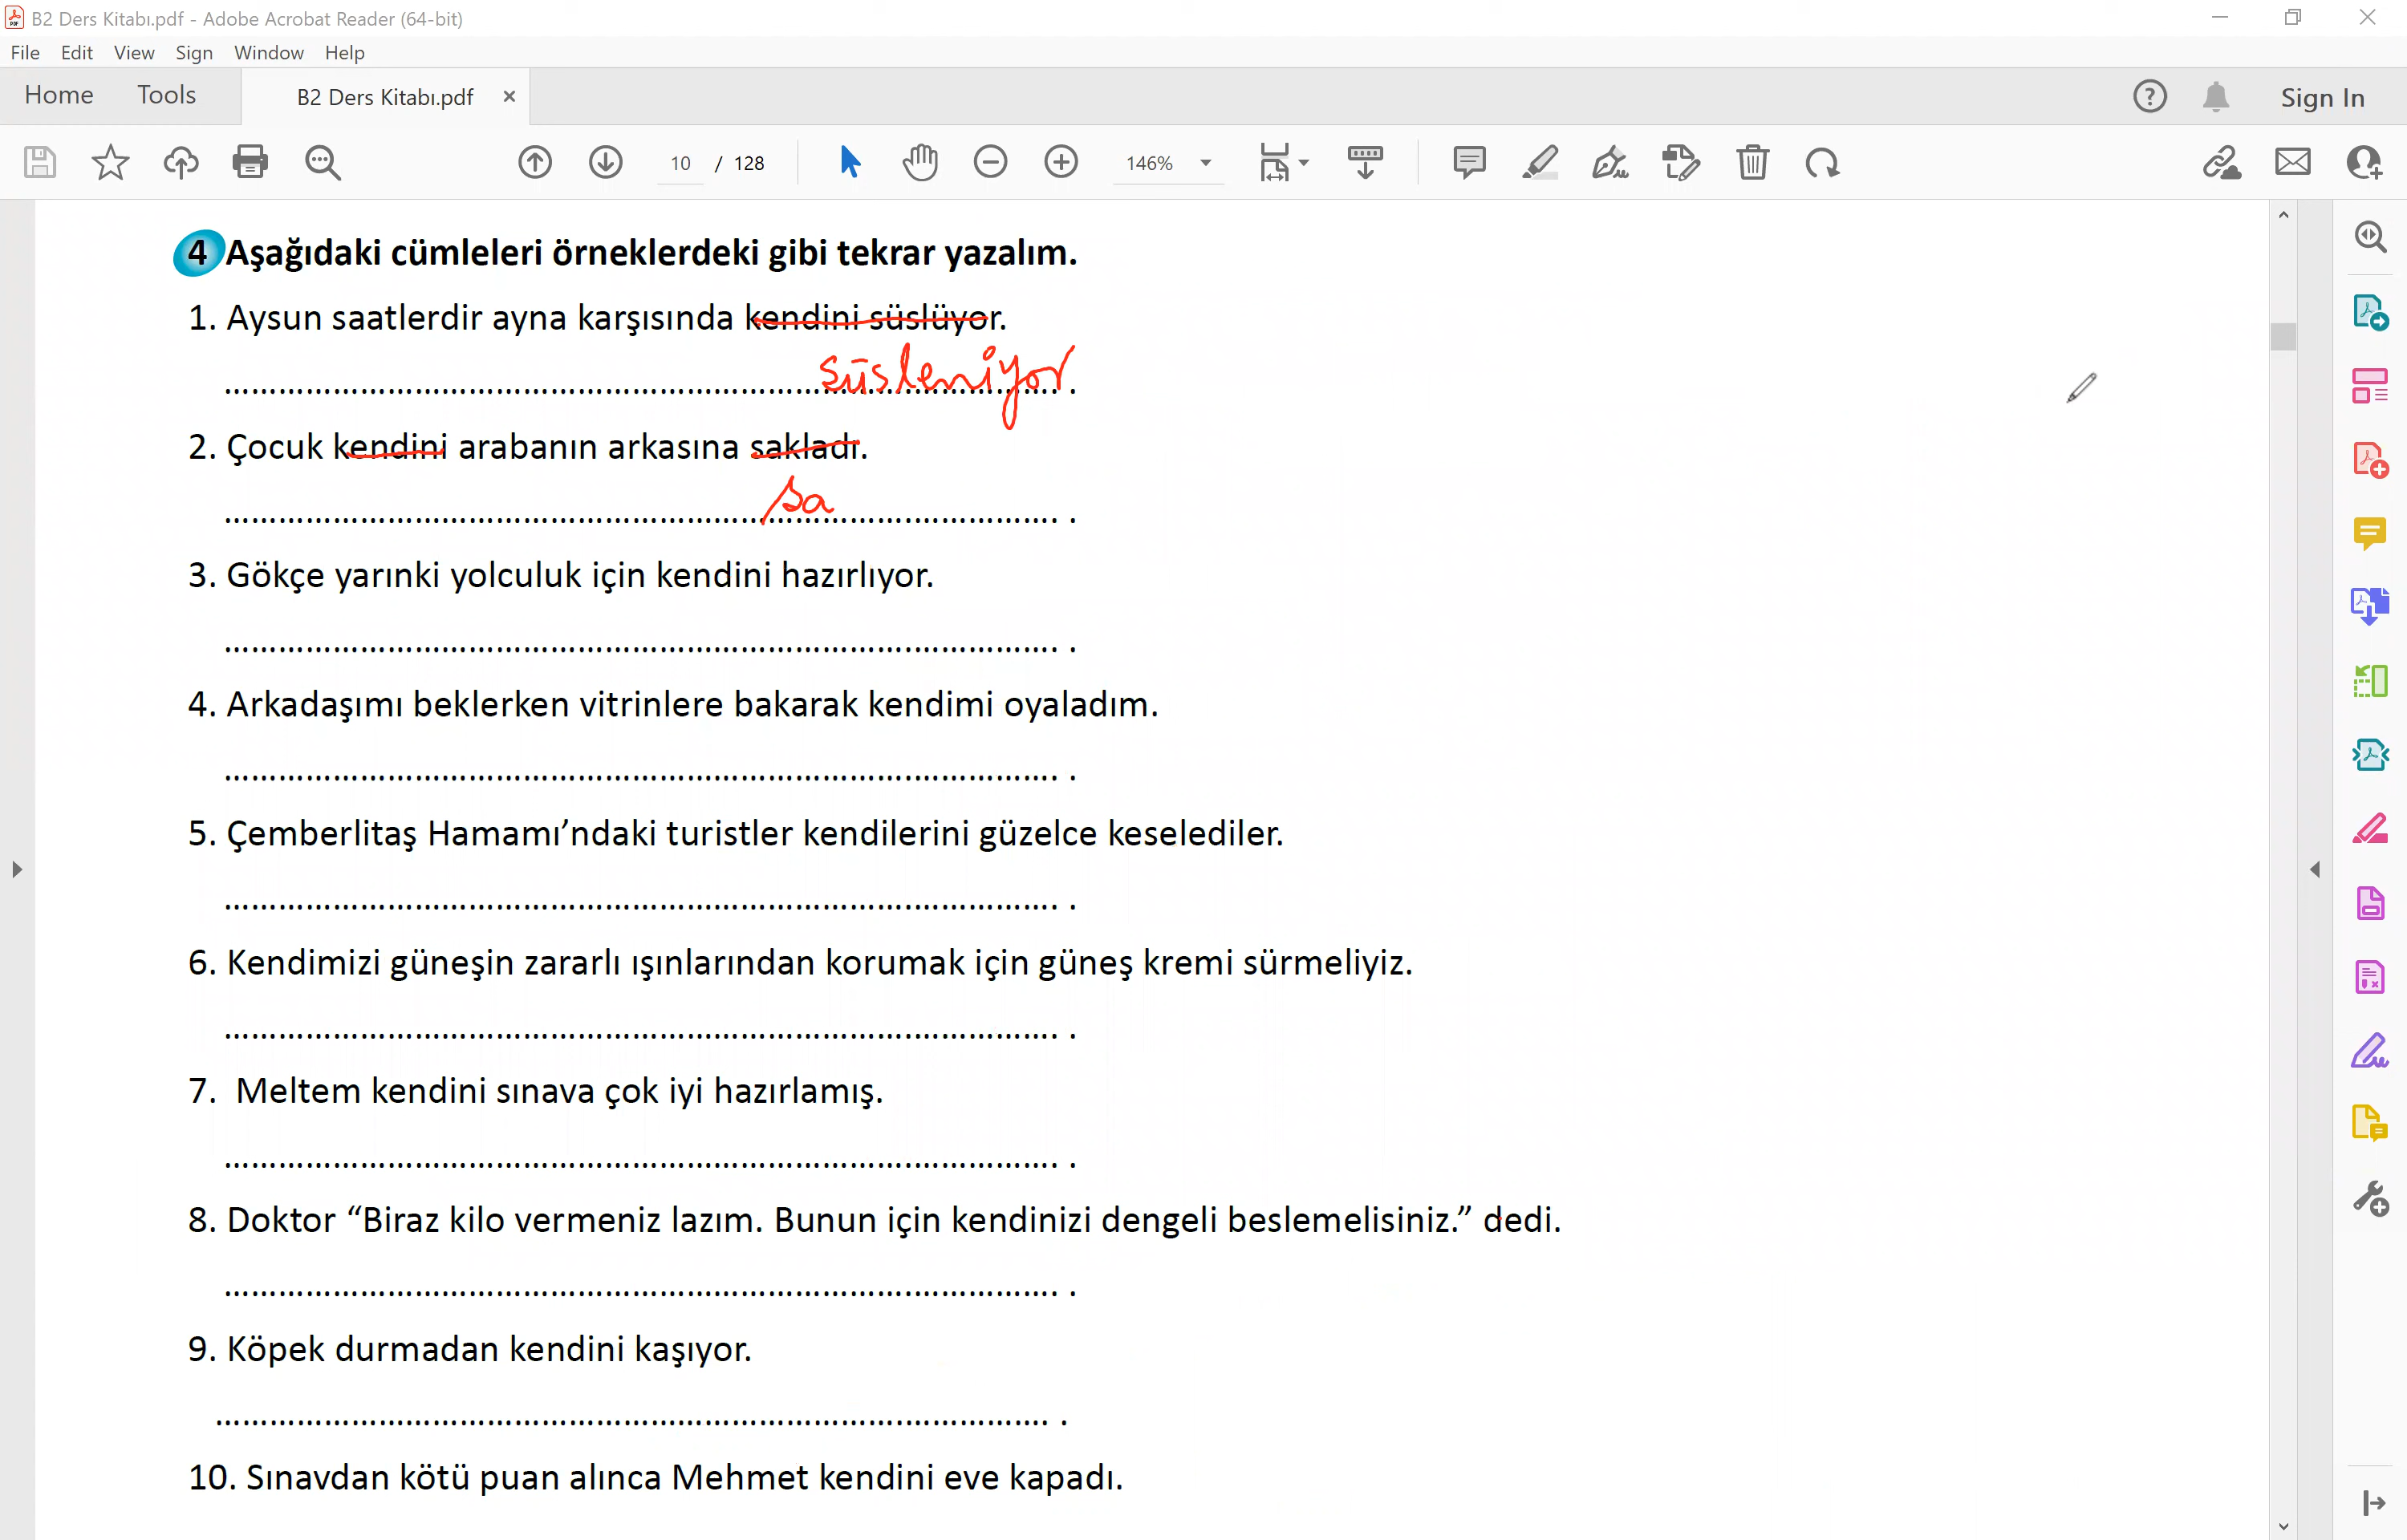 B2 Ders Kitabı.pdf - Adobe Acrobat Reader (64-bit)
File Edit View Sign Window Help
Home Tools B2 Ders Kitabı.pdf × Sign In
10 / 128 146%
4 Aşağıdaki cümleleri örneklerdeki gibi tekrar yazalım.
1. Aysun saatlerdir ayna karşısında kendini süslüyor.
süsleniyor
2. Çocuk kendini arabanın arkasına sakladı.
sa
3. Gökçe yarınki yolculuk için kendini hazırlıyor.
4. Arkadaşımı beklerken vitrinlere bakarak kendimi oyaladım.
5. Çemberlitaş Hamamı’ndaki turistler kendilerini güzelce keselediler.
6. Kendimizi güneşin zararlı ışınlarından korumak için güneş kremi sürmeliyiz.
7. Meltem kendini sınava çok iyi hazırlamış.
8. Doktor “Biraz kilo vermeniz lazım. Bunun için kendinizi dengeli beslemelisiniz.” dedi.
9. Köpek durmadan kendini kaşıyor.
10. Sınavdan kötü puan alınca Mehmet kendini eve kapadı.